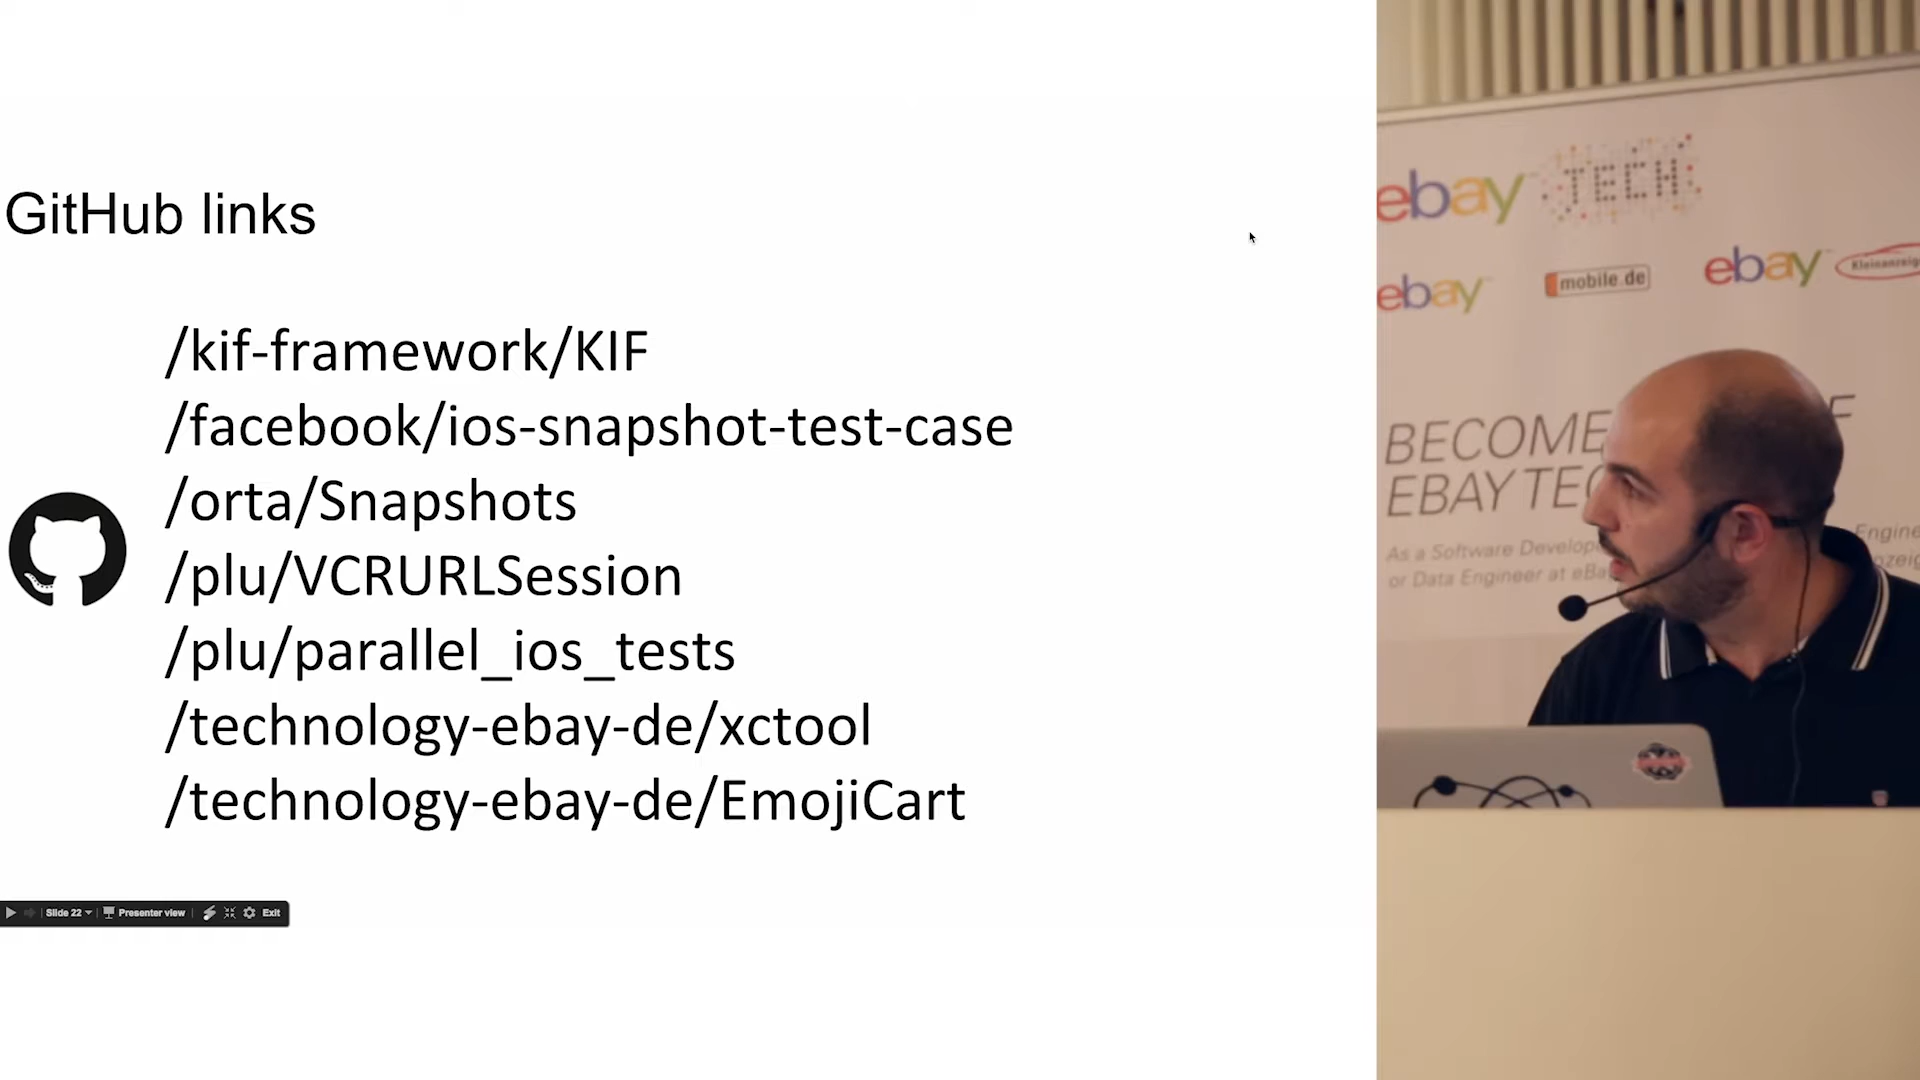 GitHub links
/kif-framework/KIF
/facebook/ios-snapshot-test-case
/orta/Snapshots
/plu/VCRURLSession
/plu/parallel_ios_tests
/technology-ebay-de/xctool
/technology-ebay-de/EmojiCart
Slide 22
Presenter view
Exit
ebay TECH
ebay
mobile.de
ebay
BECOME
EBAY TEC
As a Software Develop
or Data Engineer at eBa
Engine